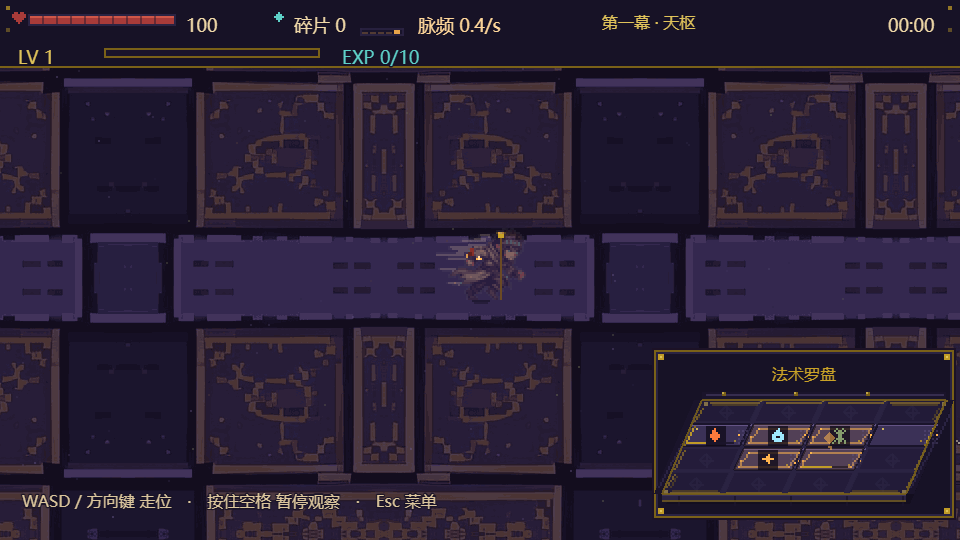 100 碎片 0 脉频 0.4/s 第一幕 · 天枢 00:00
LV 1 EXP 0/10
法术罗盘
WASD / 方向键 走位 · 按住空格 暂停观察 · Esc 菜单